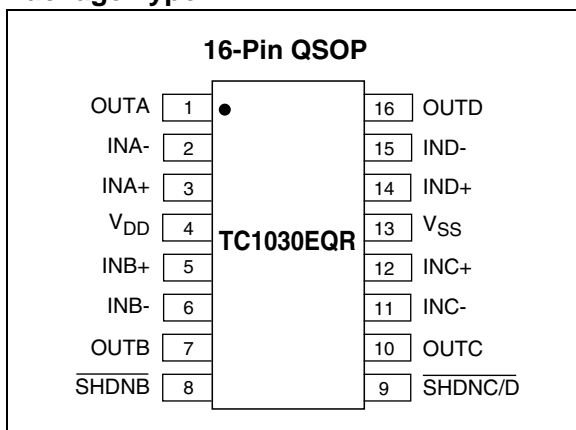 16-Pin QSOP
OUTA 1 16 OUTD
INA- 2 15 IND-
INA+ 3 14 IND+
VDD 4 TC1030EQR 13 VSS
INB+ 5 12 INC+
INB- 6 11 INC-
OUTB 7 10 OUTC
SHDNB 8 9 SHDNC/D